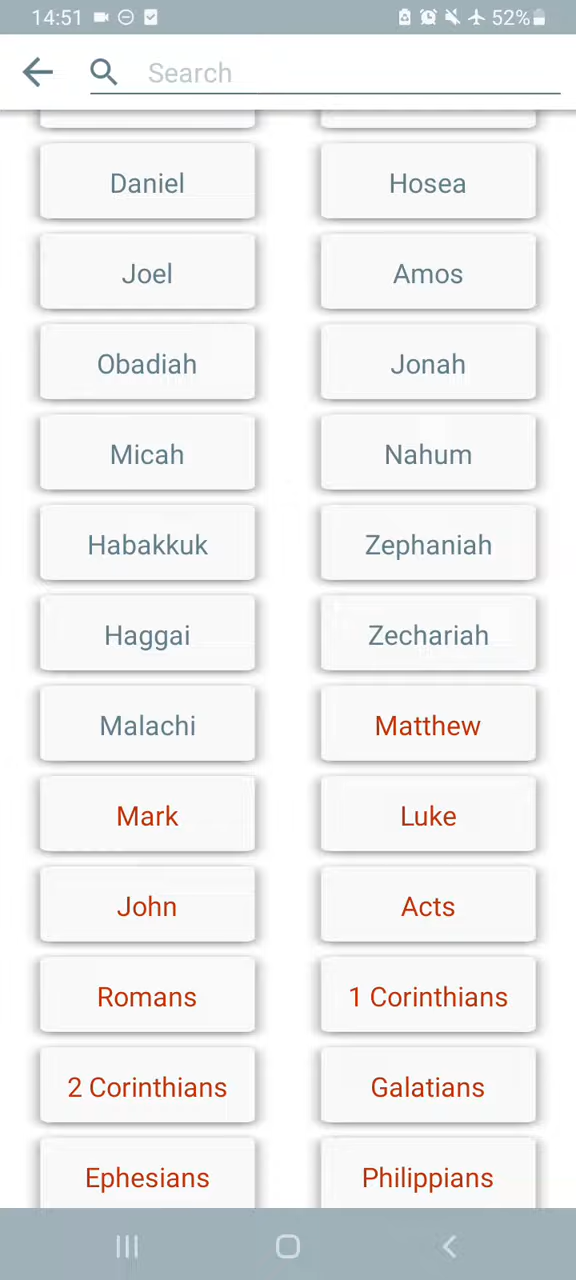 14:51 52%
Search
Daniel Hosea
Joel Amos
Obadiah Jonah
Micah Nahum
Habakkuk Zephaniah
Haggai Zechariah
Malachi Matthew
Mark Luke
John Acts
Romans 1 Corinthians
2 Corinthians Galatians
Ephesians Philippians